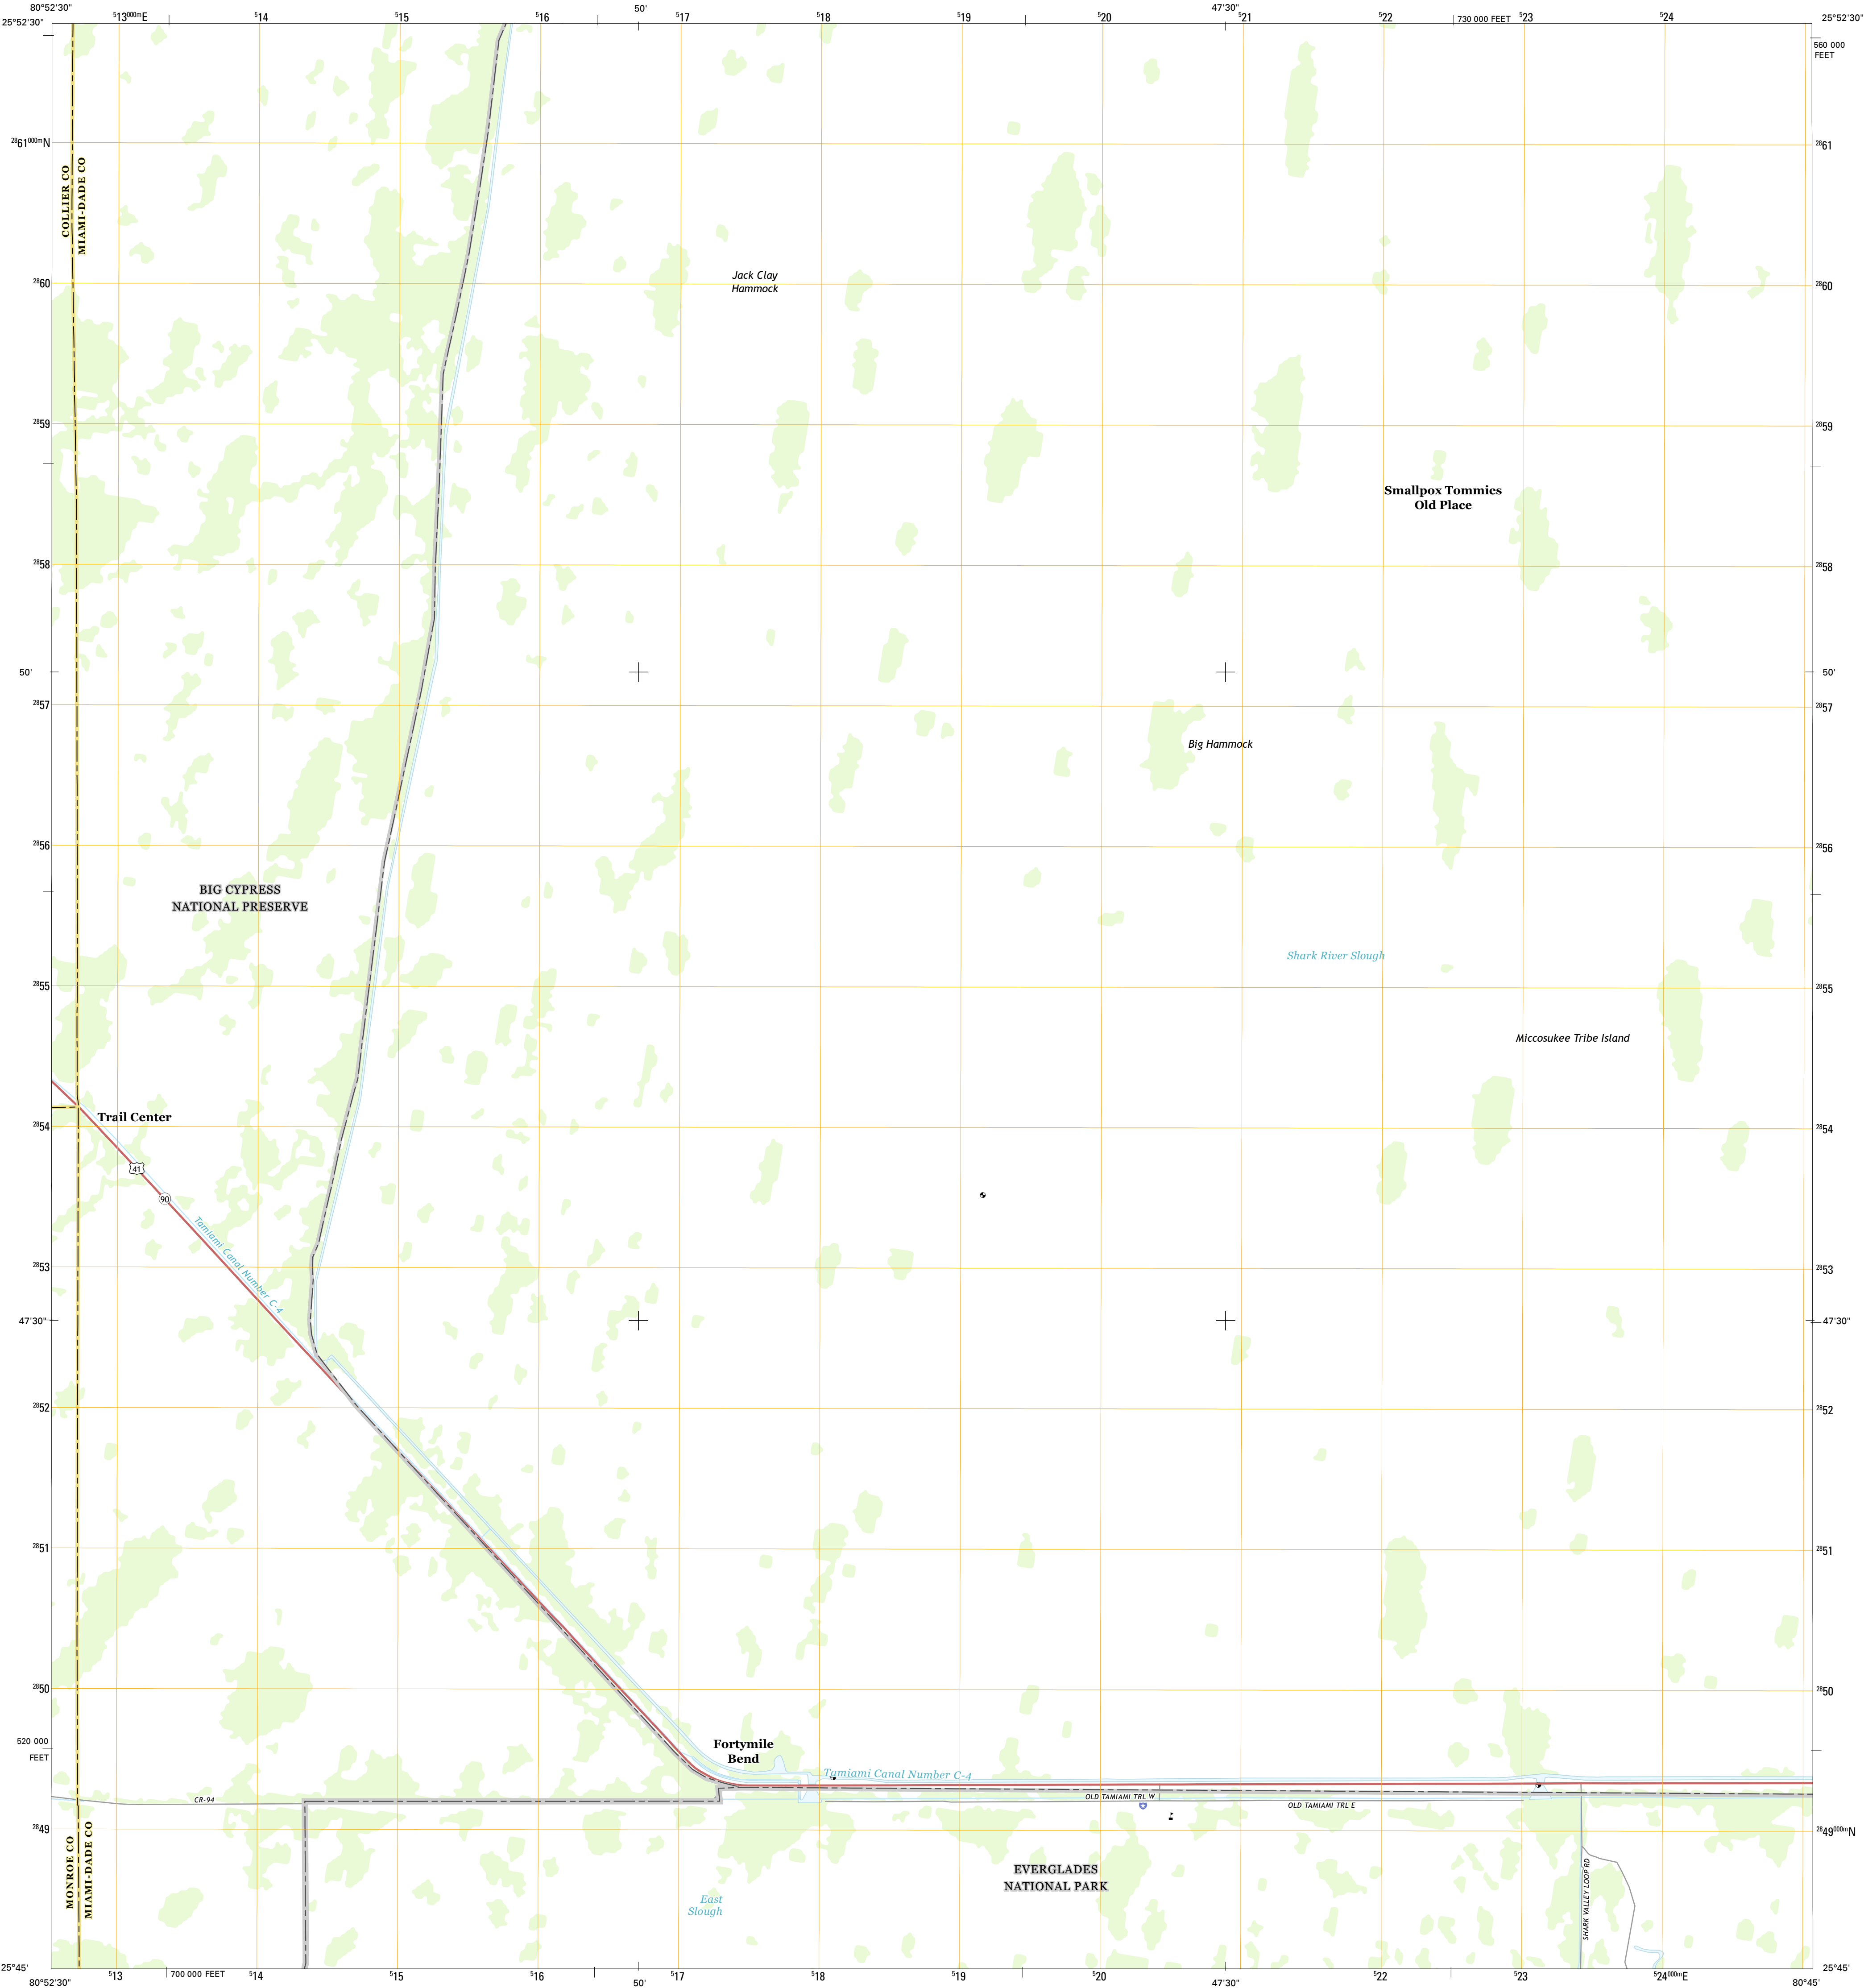 80°52'30"
⁵13⁰⁰⁰ᵐE
⁵14
⁵15
⁵16
50'
⁵17
⁵18
⁵19
⁵20
47'30"
⁵21
⁵22
730 000 FEET
⁵23
⁵24
25°52'30"
25°52'30"
560 000
FEET
²⁸61⁰⁰⁰ᵐN
²⁸61
COLLIER CO
MIAMI-DADE CO
²⁸60
Jack Clay
Hammock
²⁸60
²⁸59
²⁸59
Smallpox Tommies
Old Place
²⁸58
²⁸58
50'
50'
²⁸57
²⁸57
Big Hammock
²⁸56
²⁸56
BIG CYPRESS
NATIONAL PRESERVE
Shark River Slough
²⁸55
²⁸55
Miccosukee Tribe Island
Trail Center
²⁸54
²⁸54
41
90
Tamiami Canal Number C-4
²⁸53
²⁸53
47'30"
47'30"
²⁸52
²⁸52
²⁸51
²⁸51
²⁸50
²⁸50
520 000
FEET
Fortymile
Bend
Tamiami Canal Number C-4
CR-94
OLD TAMIAMI TRL W
OLD TAMIAMI TRL E
²⁸49
²⁸49⁰⁰⁰ᵐN
MONROE CO
MIAMI-DADE CO
EVERGLADES
NATIONAL PARK
SHARK VALLEY LOOP RD
East
Slough
25°45'
25°45'
80°52'30"
⁵13
700 000 FEET
⁵14
⁵15
⁵16
50'
⁵17
⁵18
⁵19
⁵20
47'30"
⁵22
⁵23
⁵24⁰⁰⁰ᵐE
80°45'